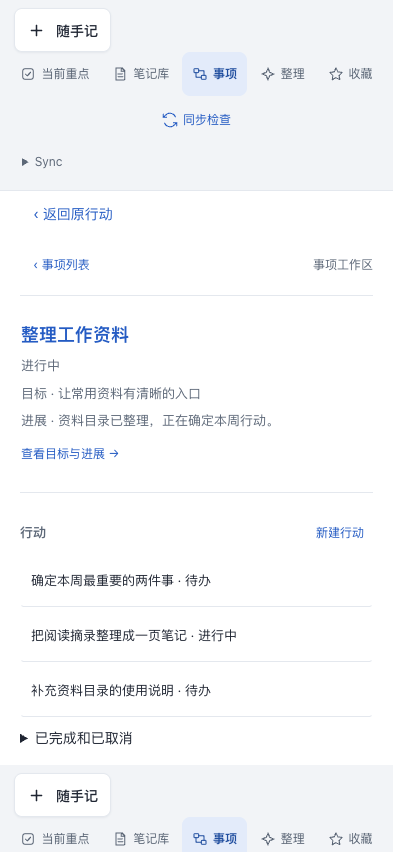 随手记
当前重点 笔记库 事项 整理 收藏
同步检查
Sync
‹ 返回原行动
‹ 事项列表 事项工作区
整理工作资料
进行中
目标 · 让常用资料有清晰的入口
进展 · 资料目录已整理，正在确定本周行动。
查看目标与进展 →
行动 新建行动
确定本周最重要的两件事 · 待办
把阅读摘录整理成一页笔记 · 进行中
补充资料目录的使用说明 · 待办
已完成和已取消
随手记
当前重点 笔记库 事项 整理 收藏